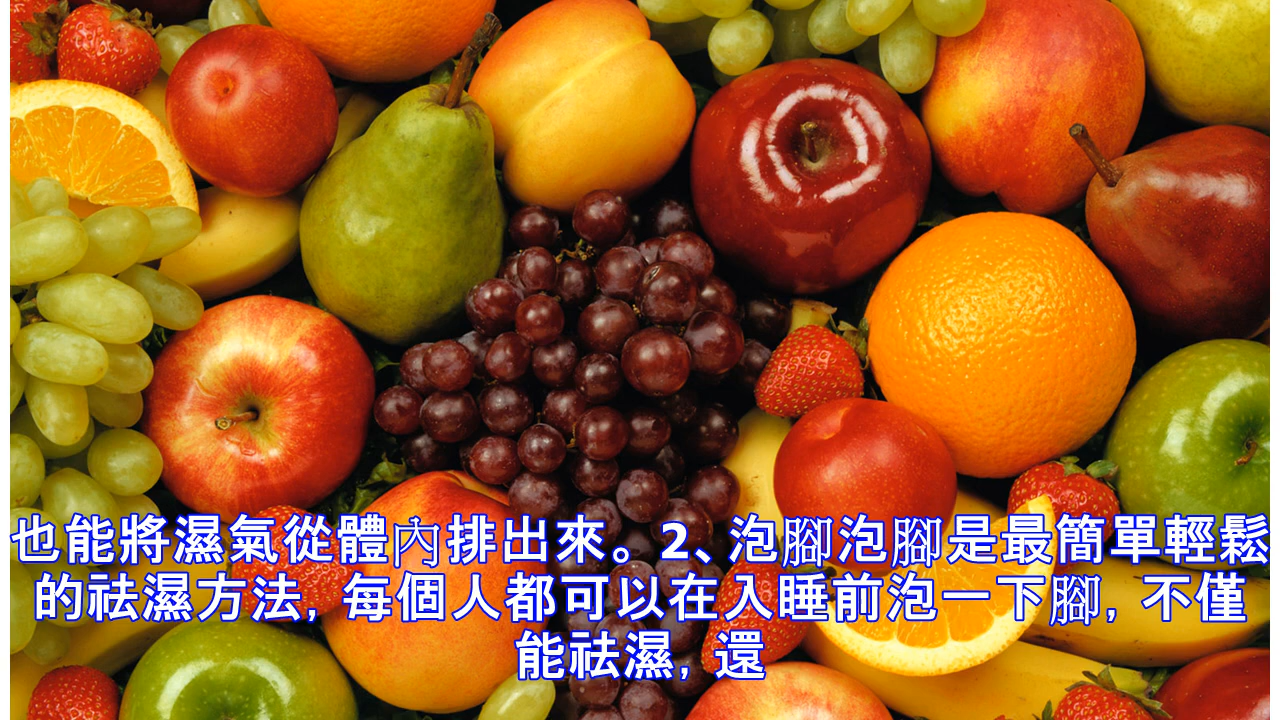 也能將濕氣從體內排出來。2、泡腳泡腳是最簡單輕鬆
的祛濕方法，每個人都可以在入睡前泡一下腳，不僅
能祛濕，還